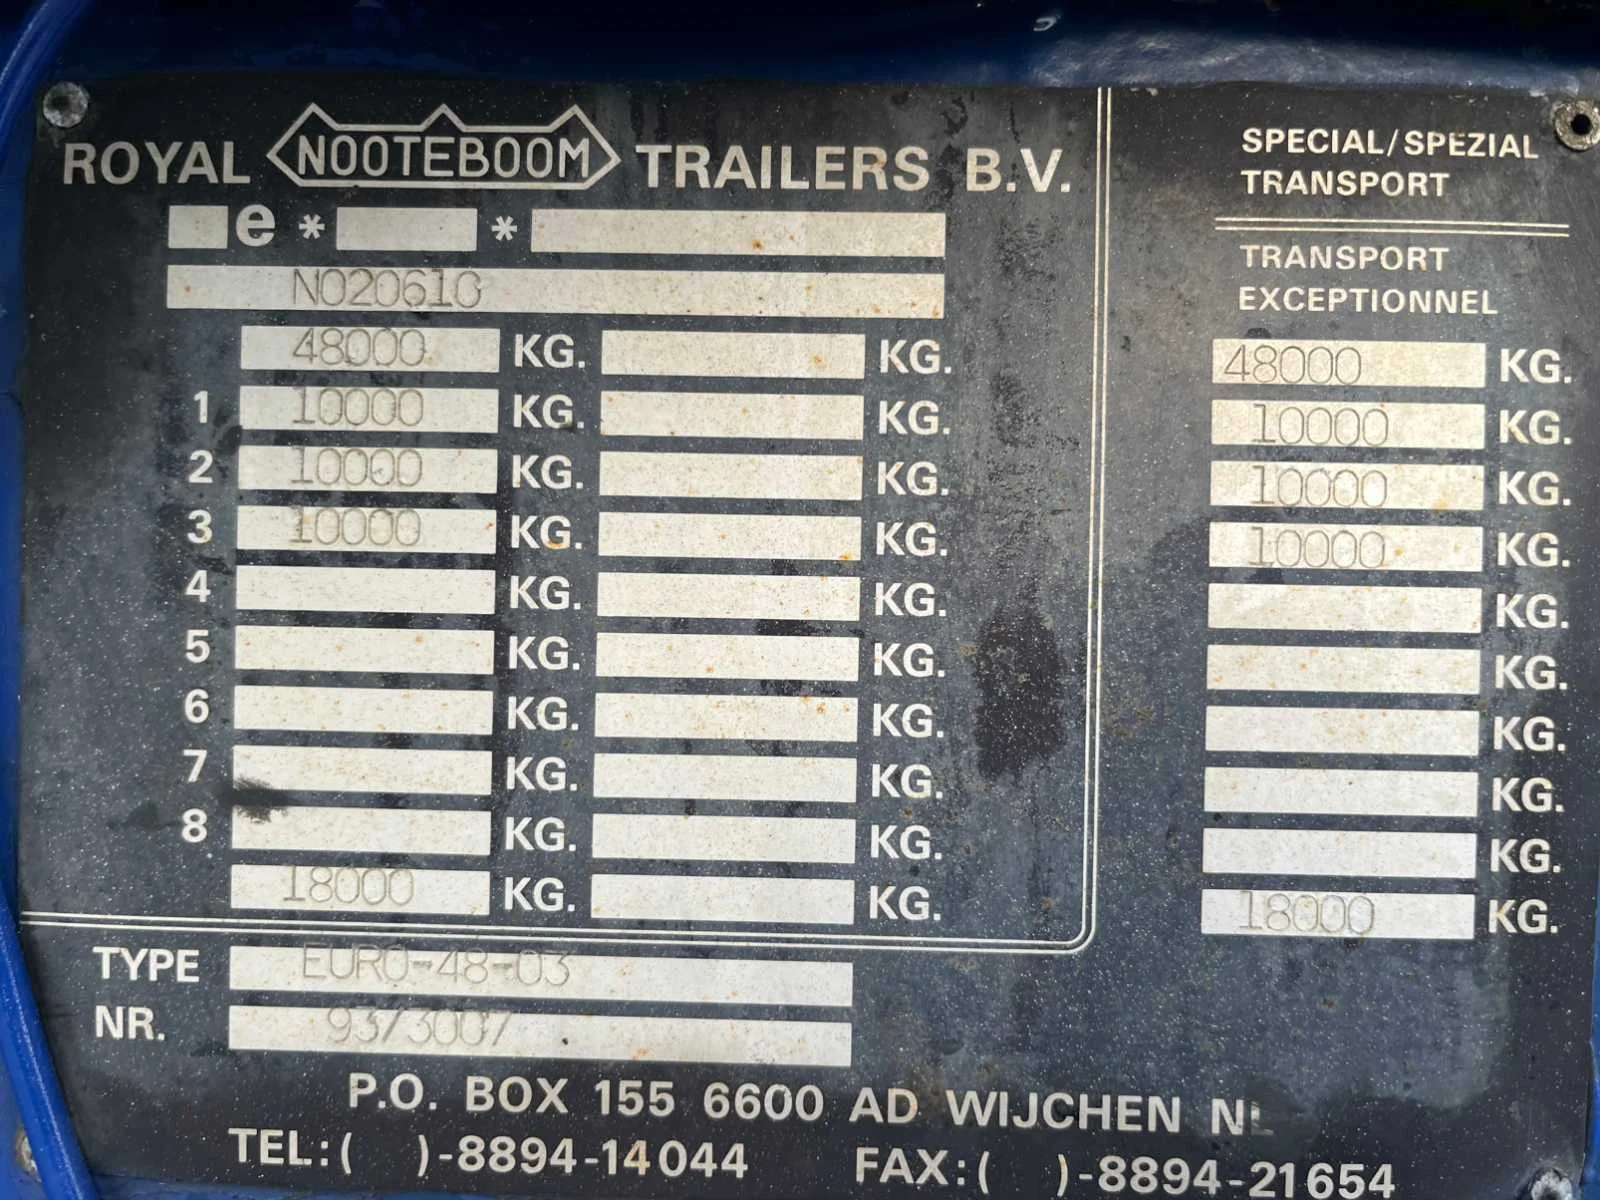 ROYAL NOOTEBOOM TRAILERS B.V.
e * *
NO20610
48000 KG. KG.
1 10000 KG. KG.
2 10000 KG. KG.
3 10000 KG. KG.
4 KG. KG.
5 KG. KG.
6 KG. KG.
7 KG. KG.
8 KG. KG.
18000 KG. KG.
SPECIAL/SPEZIAL
TRANSPORT
TRANSPORT
EXCEPTIONNEL
48000 KG.
10000 KG.
10000 KG.
10000 KG.
KG.
KG.
KG.
KG.
KG.
18000 KG.
TYPE EURO-48-03
NR. 93/3007
P.O. BOX 155 6600 AD WIJCHEN NL
TEL:( )-8894-14044 FAX:( )-8894-21654